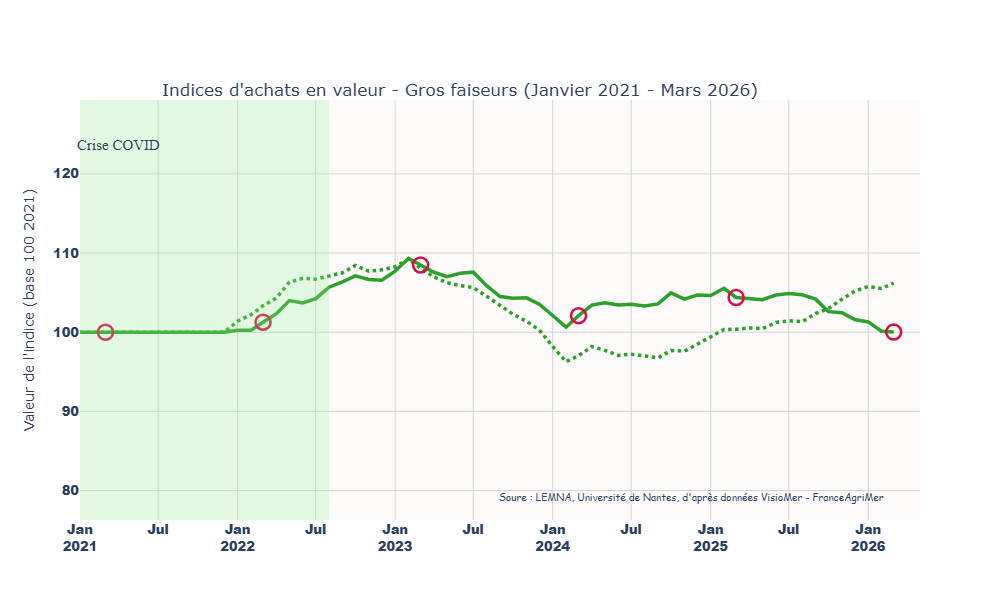 Indices d'achats en valeur - Gros faiseurs (Janvier 2021 - Mars 2026)
Crise COVID
Valeur de l'indice (base 100 2021)
120
110
100
90
80
Soure : LEMNA, Université de Nantes, d'après données VisioMer - FranceAgriMer
Jan Jul Jan Jul Jan Jul Jan Jul Jan Jul Jan
2021 2022 2023 2024 2025 2026